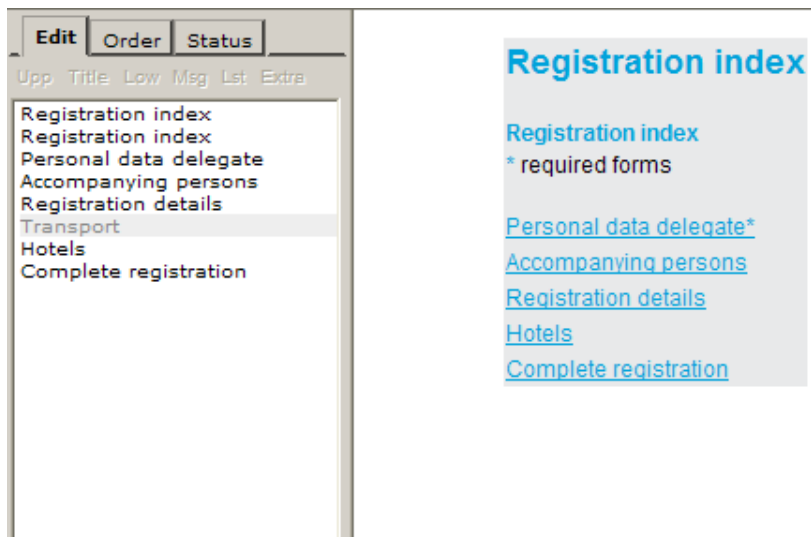 Edit Order Status
Upp Title Low Msg Lst Extra
Registration index
Registration index
Personal data delegate
Accompanying persons
Registration details
Transport
Hotels
Complete registration
Registration index
Registration index
* required forms
Personal data delegate*
Accompanying persons
Registration details
Hotels
Complete registration